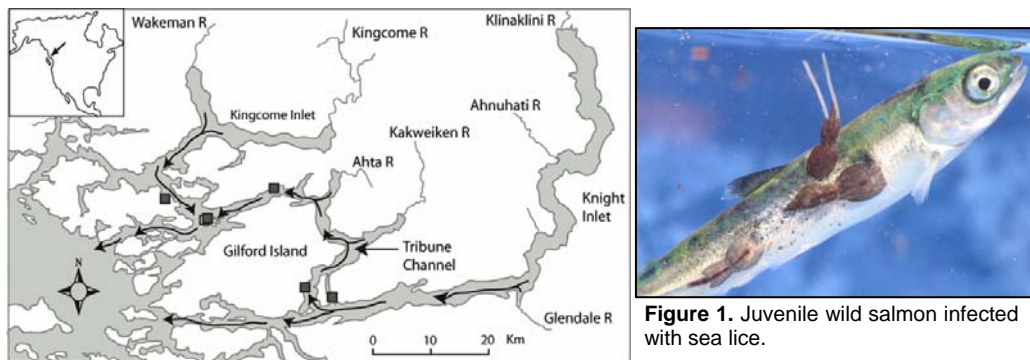 Wakeman R
Klinaklini R
Kingcome R
Ahnuhati R
Kingcome Inlet
Kakweiken R
Ahta R
Knight
Inlet
Gilford Island
Tribune
Channel
N
Glendale R
Km
0 10 20
Figure 1. Juvenile wild salmon infected
with sea lice.